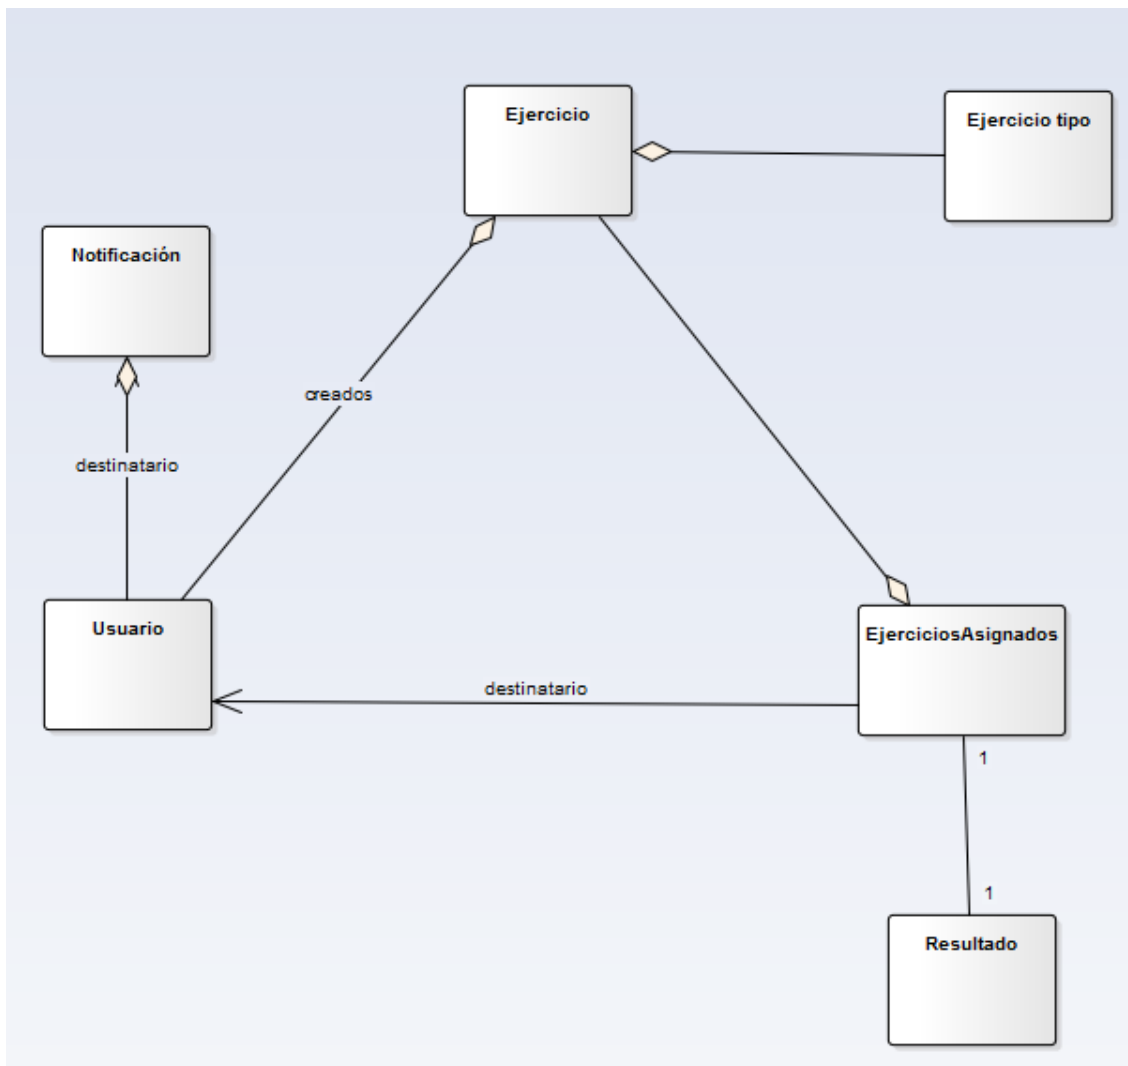 Ejercicio
Ejercicio tipo
Notificación
creados
destinatario
Usuario
EjerciciosAsignados
destinatario
1
1
Resultado